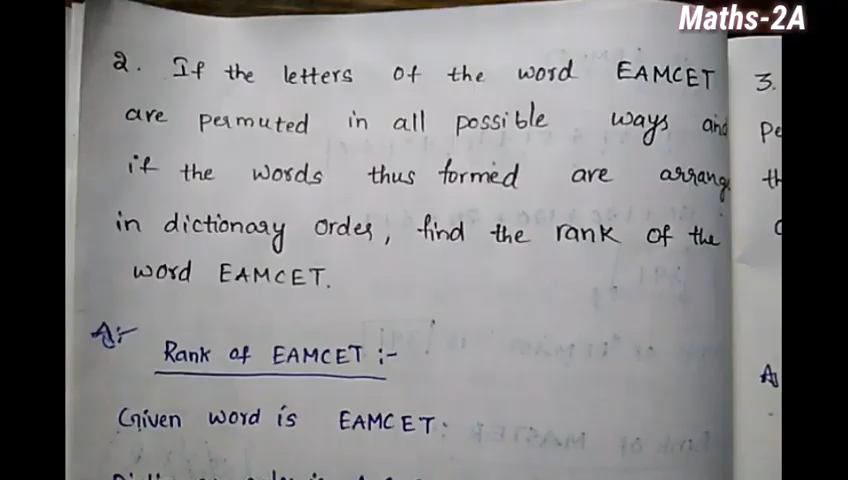 Maths-2A
2. If the letters of the word EAMCET
are permuted in all possible ways and
if the words thus formed are arrang
in dictionary order, find the rank of the
word EAMCET.
A:-
Rank of EAMCET :-
Given word is EAMCET:
3.
Pe
th
A